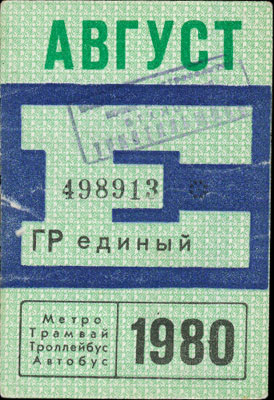 АВГУСТ
Е
498913
ГР единый
Метро
Трамвай
Троллейбус
Автобус
1980